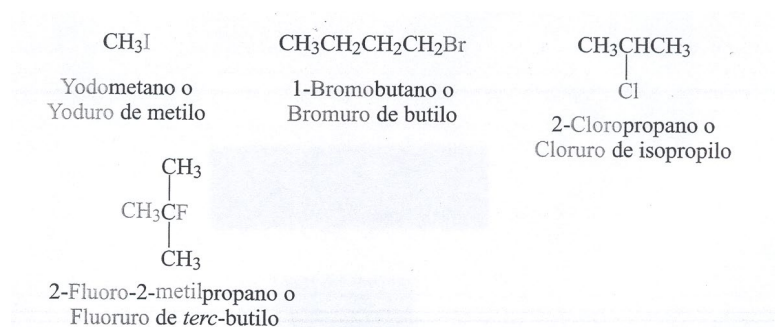 CH₃I
Yodometano o
Yoduro de metilo
CH₃CH₂CH₂CH₂Br
1-Bromobutano o
Bromuro de butilo
CH₃CHCH₃
Cl
2-Cloropropano o
Cloruro de isopropilo
CH₃
CH₃CF
CH₃
2-Fluoro-2-metilpropano o
Fluoruro de terc-butilo